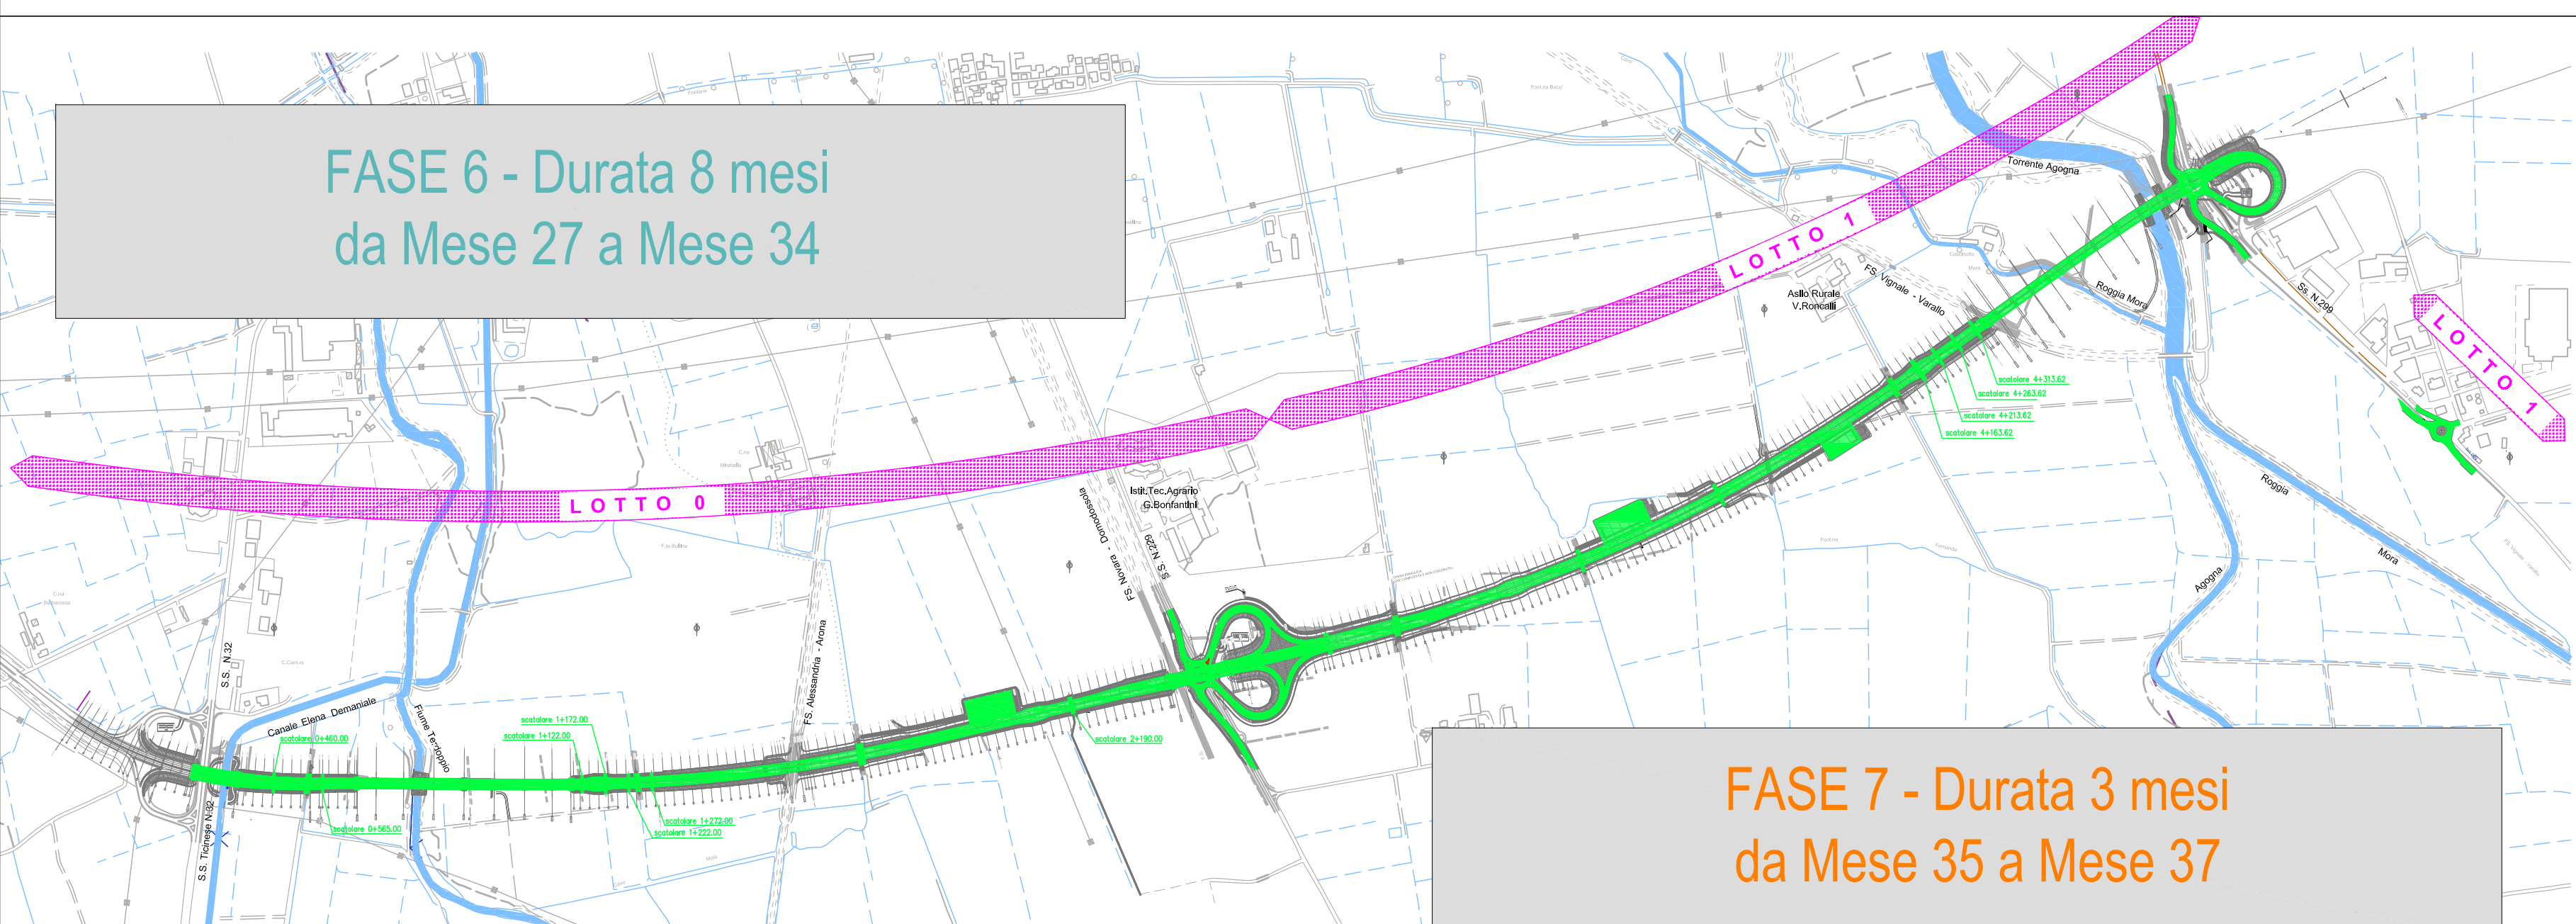 FASE 6 - Durata 8 mesi
da Mese 27 a Mese 34
LOTTO 0
LOTTO 1
LOTTO 1
Torrente Agogna
Roggia Mora
Ss. N.299
FS. Vignale - Varallo
Asilo Rurale
V.Roncalli
Istit.Tec.Agrario
G.Bonfantini
FS. Novara - Domodossola
S.S. N.229
FS. Alessandria - Arona
S.S. N.32
Canale Elena Demaniale
Fiume Terdoppio
S.S. Ticinese N.32
scatolare 0+460.00
scatolare 0+565.00
scatolare 1+172.00
scatolare 1+122.00
scatolare 1+272.00
scatolare 1+222.00
scatolare 2+190.00
scatolare 4+313.62
scatolare 4+263.62
scatolare 4+213.62
scatolare 4+163.62
Roggia
Mora
Agogna
FASE 7 - Durata 3 mesi
da Mese 35 a Mese 37